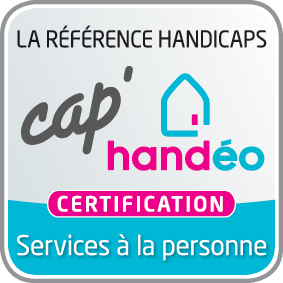 LA RÉFÉRENCE HANDICAPS
cap'
handéo
CERTIFICATION
Services à la personne